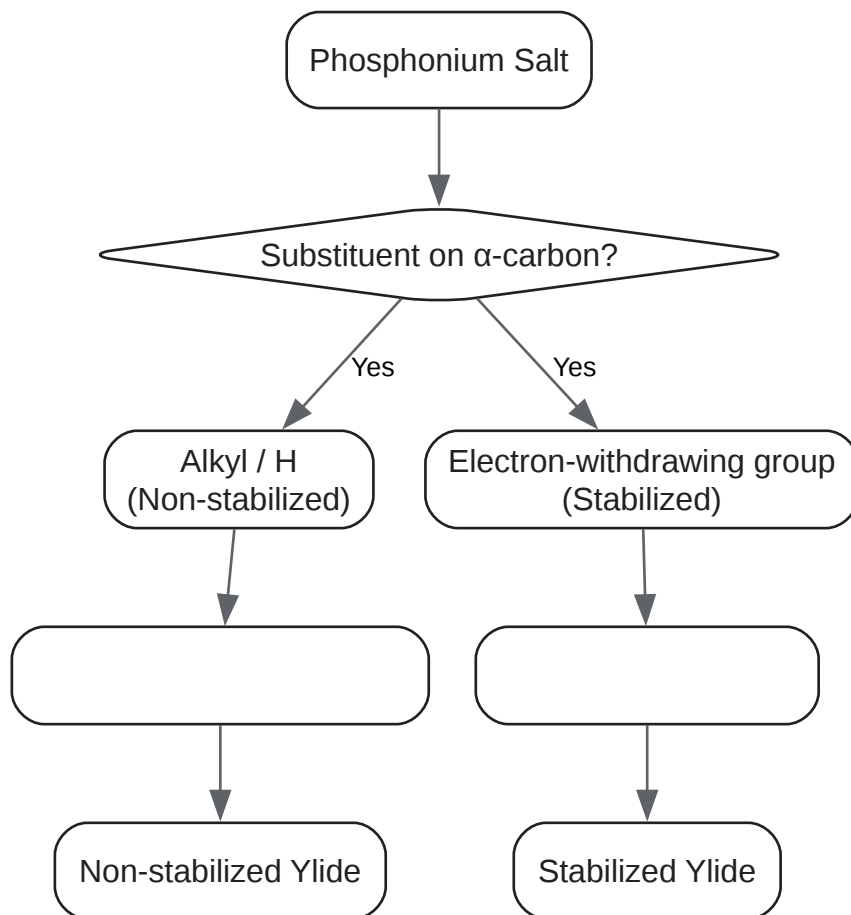 Phosphonium Salt
Substituent on α-carbon?
Yes
Yes
Alkyl / H
(Non-stabilized)
Electron-withdrawing group
(Stabilized)
Non-stabilized Ylide
Stabilized Ylide